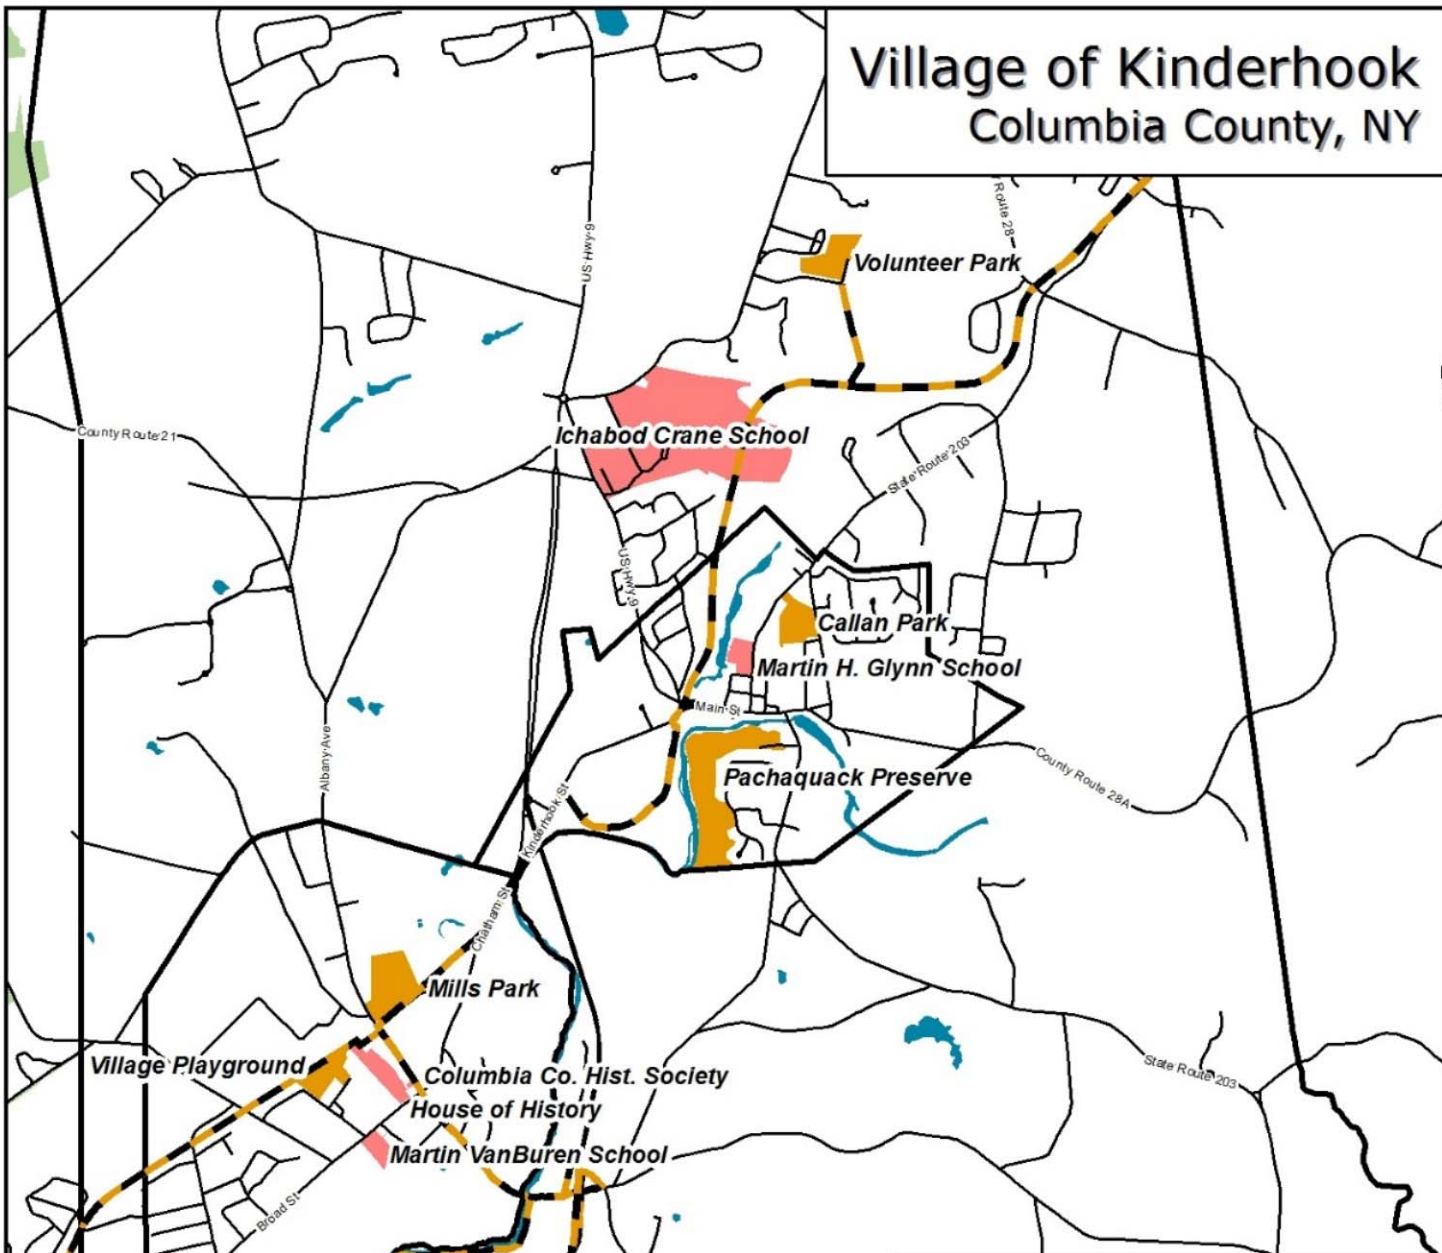 Village of Kinderhook
Columbia County, NY
Route 28
US Hwy 9
Volunteer Park
County Route 21
Ichabod Crane School
State Route 203
US Hwy 9
Callan Park
Martin H. Glynn School
Main St
Albany Ave
Pachaquack Preserve
County Route 28A
Kinderhook St
Chatham St
Mills Park
Village Playground
Columbia Co. Hist. Society
House of History
State Route 203
Martin VanBuren School
Broad St